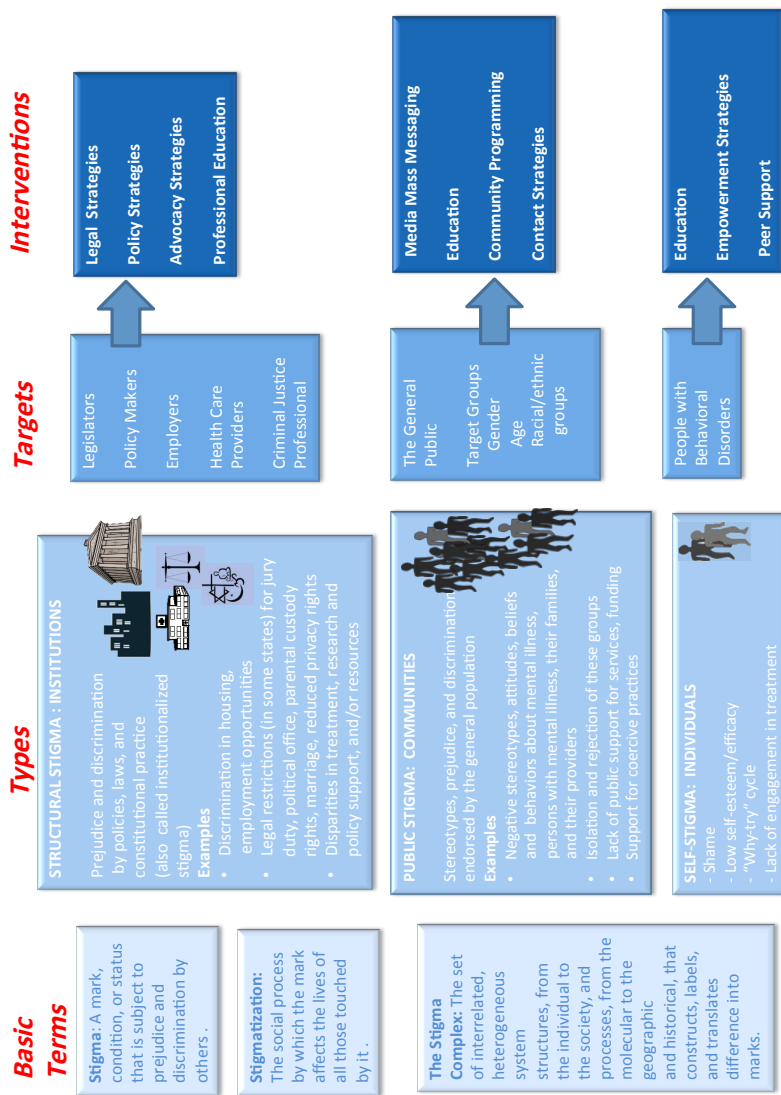 Basic
Terms
Types
Targets
Interventions
Stigma: A mark,
condition, or status
that is subject to
prejudice and
discrimination by
others .
Stigmatization:
The social process
by which the mark
affects the lives of
all those touched
by it .
The Stigma
Complex: The set
of interrelated,
heterogeneous
system
structures, from
the individual to
the society, and
processes, from the
molecular to the
geographic
and historical, that
constructs, labels,
and translates
difference into
marks.
STRUCTURAL STIGMA : INSTITUTIONS
Prejudice and discrimination
by policies, laws, and
constitutional practice
(also called institutionalized
stigma)
Examples
• Discrimination in housing,
employment opportunities
• Legal restrictions (in some states) for jury
duty, political office, parental custody
rights, marriage, reduced privacy rights
• Disparities in treatment, research and
policy support, and/or resources
PUBLIC STIGMA: COMMUNITIES
Stereotypes, prejudice, and discrimination
endorsed by the general population
Examples
• Negative stereotypes, attitudes, beliefs
and behaviors about mental illness,
persons with mental illness, their families,
and their providers
• Isolation and rejection of these groups
• Lack of public support for services, funding
• Support for coercive practices
SELF-STIGMA: INDIVIDUALS
- Shame
- Low self-esteem/efficacy
- “Why-try” cycle
- Lack of engagement in treatment
Legislators
Policy Makers
Employers
Health Care
Providers
Criminal Justice
Professional
The General
Public
Target Groups
Gender
Age
Racial/ethnic
groups
People with
Behavioral
Disorders
Legal Strategies
Policy Strategies
Advocacy Strategies
Professional Education
Media Mass Messaging
Education
Community Programming
Contact Strategies
Education
Empowerment Strategies
Peer Support